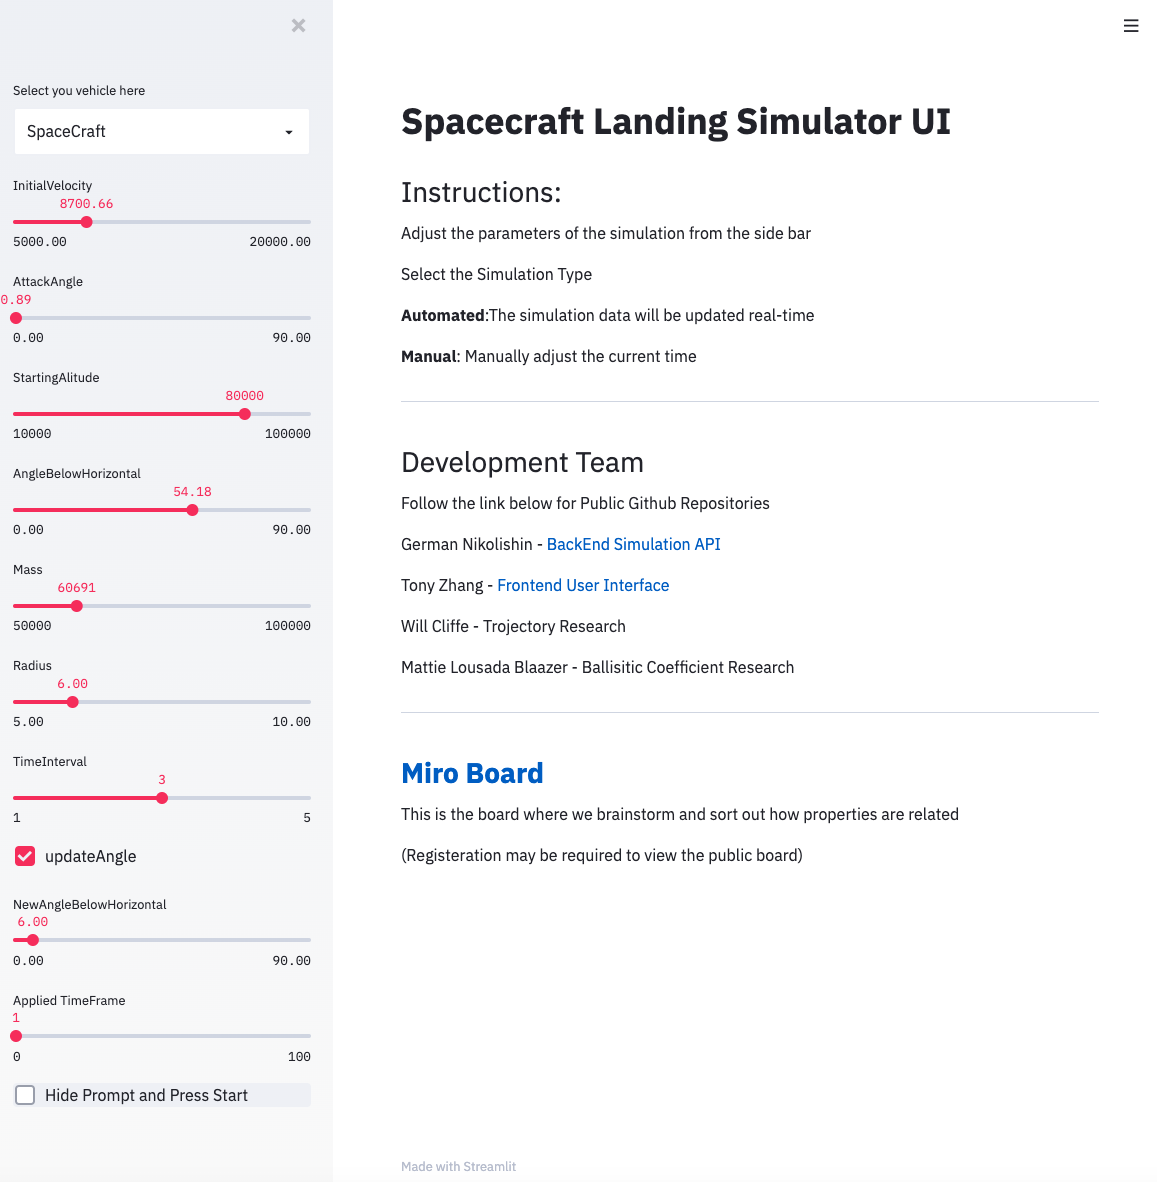 Select you vehicle here
SpaceCraft
InitialVelocity
8700.66
5000.00 20000.00
AttackAngle
0.89
0.00 90.00
StartingAlitude
80000
10000 100000
AngleBelowHorizontal
54.18
0.00 90.00
Mass
60691
50000 100000
Radius
6.00
5.00 10.00
TimeInterval
3
1 5
updateAngle
NewAngleBelowHorizontal
6.00
0.00 90.00
Applied TimeFrame
1
0 100
Hide Prompt and Press Start
Spacecraft Landing Simulator UI
Instructions:
Adjust the parameters of the simulation from the side bar
Select the Simulation Type
Automated:The simulation data will be updated real-time
Manual: Manually adjust the current time
Development Team
Follow the link below for Public Github Repositories
German Nikolishin - BackEnd Simulation API
Tony Zhang - Frontend User Interface
Will Cliffe - Trojectory Research
Mattie Lousada Blaazer - Ballisitic Coefficient Research
Miro Board
This is the board where we brainstorm and sort out how properties are related
(Registeration may be required to view the public board)
Made with Streamlit